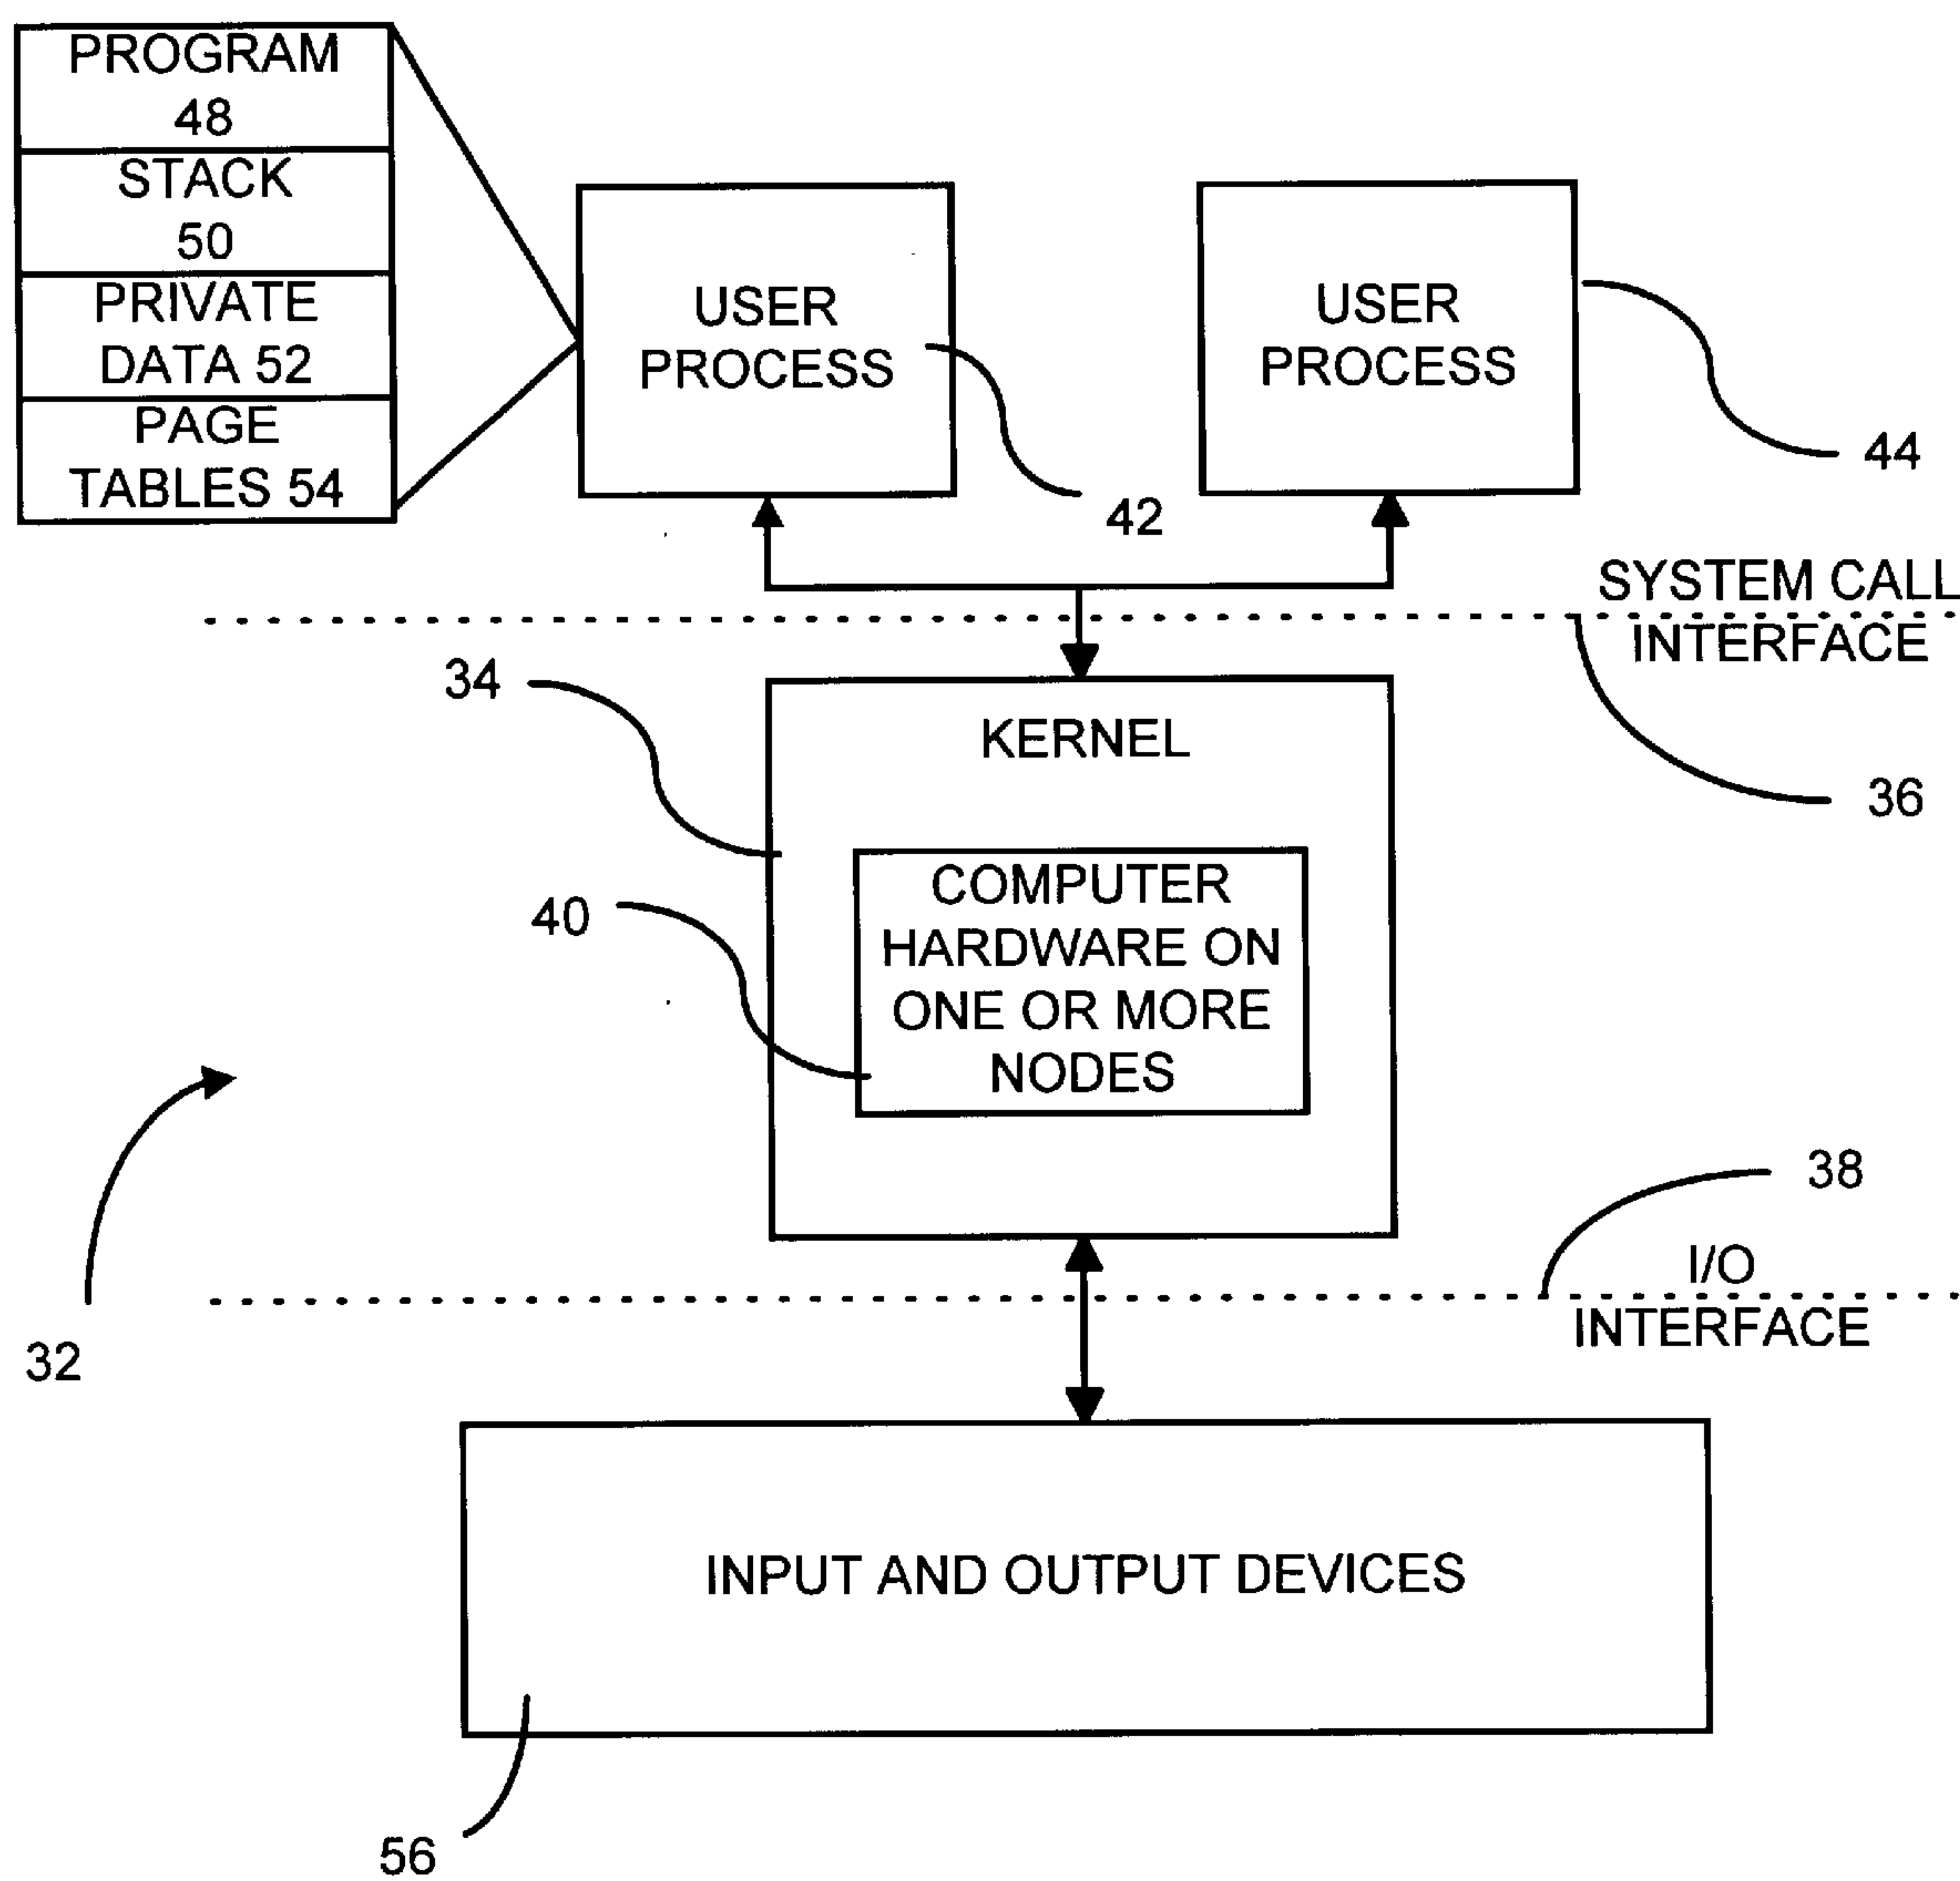 PROGRAM
48
STACK
50
PRIVATE
DATA 52
PAGE
TABLES 54
USER
PROCESS
42
USER
PROCESS
44
SYSTEM CALL
INTERFACE
36
34
KERNEL
40
COMPUTER
HARDWARE ON
ONE OR MORE
NODES
38
I/O
INTERFACE
32
INPUT AND OUTPUT DEVICES
56